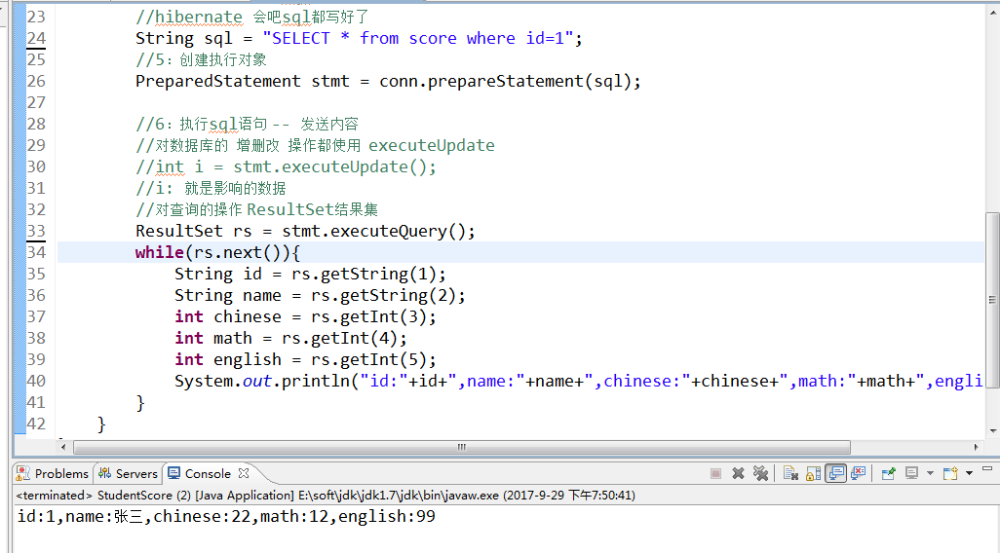 23 //hibernate 会吧sql都写好了
24 String sql = "SELECT * from score where id=1";
25 //5：创建执行对象
26 PreparedStatement stmt = conn.prepareStatement(sql);
27
28 //6：执行sql语句 -- 发送内容
29 //对数据库的 增删改 操作都使用 executeUpdate
30 //int i = stmt.executeUpdate();
31 //i: 就是影响的数据
32 //对查询的操作 ResultSet结果集
33 ResultSet rs = stmt.executeQuery();
34 while(rs.next()){
35 String id = rs.getString(1);
36 String name = rs.getString(2);
37 int chinese = rs.getInt(3);
38 int math = rs.getInt(4);
39 int english = rs.getInt(5);
40 System.out.println("id:"+id+",name:"+name+",chinese:"+chinese+",math:"+math+",engli
41 }
42 }
Problems Servers Console
<terminated> StudentScore (2) [Java Application] E:\soft\jdk\jdk1.7\jdk\bin\javaw.exe (2017-9-29 下午7:50:41)
id:1,name:张三,chinese:22,math:12,english:99